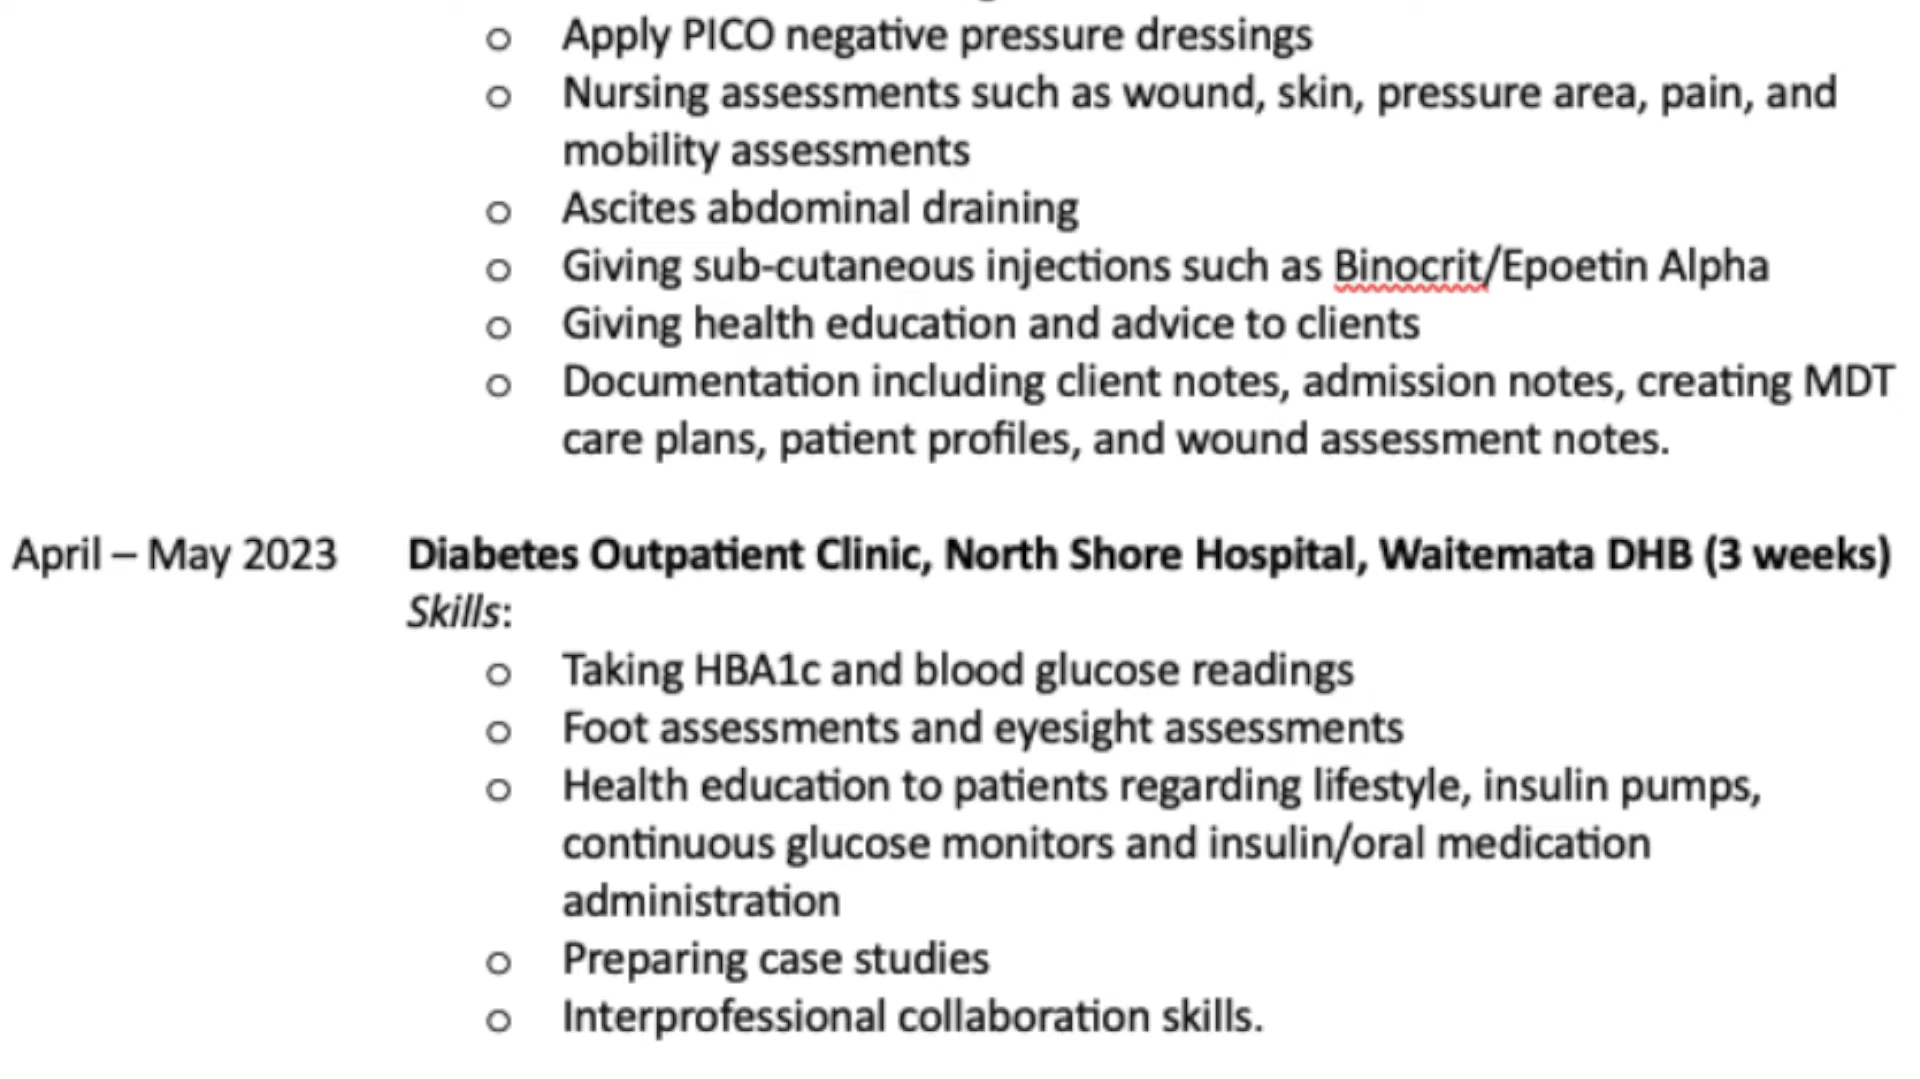 ○ Apply PICO negative pressure dressings
○ Nursing assessments such as wound, skin, pressure area, pain, and
mobility assessments
○ Ascites abdominal draining
○ Giving sub-cutaneous injections such as Binocrit/Epoetin Alpha
○ Giving health education and advice to clients
○ Documentation including client notes, admission notes, creating MDT
care plans, patient profiles, and wound assessment notes.
April – May 2023 Diabetes Outpatient Clinic, North Shore Hospital, Waitemata DHB (3 weeks)
Skills:
○ Taking HBA1c and blood glucose readings
○ Foot assessments and eyesight assessments
○ Health education to patients regarding lifestyle, insulin pumps,
continuous glucose monitors and insulin/oral medication
administration
○ Preparing case studies
○ Interprofessional collaboration skills.